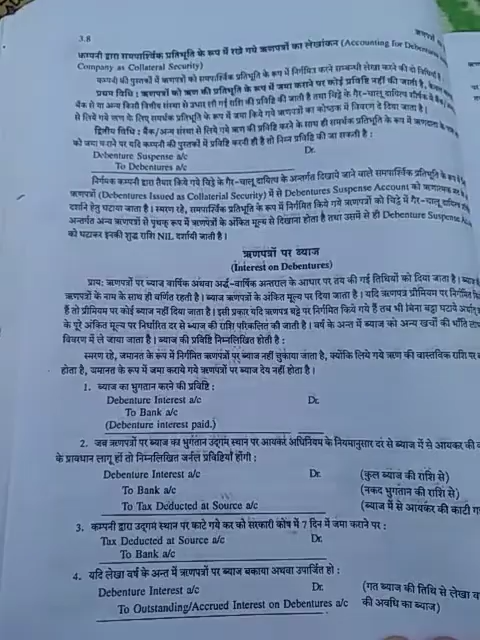 3.8
ऋणपत्रों
कम्पनी द्वारा समपार्श्विक प्रतिभूति के रूप में रखे गये ऋणपत्रों का लेखांकन (Accounting for Debentures
Company as Collateral Security)
कम्पनी की पुस्तकों में ऋणपत्रों को समपार्श्विक प्रतिभूति के रूप में निर्गमित करने सम्बन्धी लेखा करने की दो विधियाँ
प्रथम विधि : ऋणपत्रों को ऋण की प्रतिभूति के रूप में जमा कराने पर कोई प्रविष्टि नहीं की जाती है, केवल
बैंक से या अन्य किसी वित्तीय संस्था से उधार ली गई राशि की प्रविष्टि की जाती है तथा चिट्ठे के गैर-चालू दायित्व शीर्षक में
से लिये गये ऋण के लिए समर्थक प्रतिभूति के रूप में जमा किये गये ऋणपत्रों का कोष्ठक में विवरण दे दिया जाता है।
द्वितीय विधि : बैंक/अन्य संस्था से लिये गये ऋण की प्रविष्टि करने के साथ ही समर्थक प्रतिभूति के रूप में ऋणदाता के
को जमा कराने पर यदि कम्पनी की पुस्तकों में प्रविष्टि करनी ही है तो निम्न प्रविष्टि की जा सकती है :
Debenture Suspense a/c Dr.
To Debentures a/c
निर्गमक कम्पनी द्वारा तैयार किये गये चिट्ठे के गैर-चालू दायित्व के अन्तर्गत दिखाये जाने वाले समपार्श्विक प्रतिभूति के रूप में
ऋणपत्रों (Debentures Issued as Collateral Security) में से Debentures Suspense Account को ऋणात्मक
दर्शाने हेतु घटाया जाता है। स्मरण रहे, समपार्श्विक प्रतिभूति के रूप में निर्गमित किये गये ऋणपत्रों को चिट्ठे में गैर-चालू
अन्तर्गत अन्य ऋणपत्रों से पृथक् रूप में ऋणपत्रों के अंकित मूल्य से दिखाना होता है तथा उसमें से ही Debenture Suspense
को घटाकर इनकी शुद्ध राशि NIL दर्शायी जाती है।
ऋणपत्रों पर ब्याज
(Interest on Debentures)
प्राय: ऋणपत्रों पर ब्याज वार्षिक अथवा अर्द्ध-वार्षिक अन्तराल के आधार पर तय की गई तिथियों को दिया जाता है।
ऋणपत्रों के नाम के साथ ही वर्णित रहती है। ब्याज ऋणपत्रों के अंकित मूल्य पर दिया जाता है। यदि ऋणपत्र प्रीमियम पर निर्गमित
हैं तो प्रीमियम पर कोई ब्याज नहीं दिया जाता है। इसी प्रकार यदि ऋणपत्र बट्टे पर निर्गमित किये गये हैं तब भी बिना बट्टा घटाये अर्थात्
के पूरे अंकित मूल्य पर निर्धारित दर से ब्याज की राशि परिकलित की जाती है। वर्ष के अन्त में ब्याज को अन्य खर्चों की भाँति
विवरण में ले जाया जाता है। ब्याज की प्रविष्टि निम्नलिखित होती है :
स्मरण रहे, जमानत के रूप में निर्गमित ऋणपत्रों पर ब्याज नहीं चुकाया जाता है, क्योंकि लिये गये ऋण की वास्तविक राशि पर
होता है, जमानत के रूप में जमा कराये गये ऋणपत्रों पर ब्याज देय नहीं होता है।
1. ब्याज का भुगतान करने की प्रविष्टि :
Debenture Interest a/c Dr.
To Bank a/c
(Debenture interest paid.)
2. जब ऋणपत्रों पर ब्याज का भुगतान उद्गम स्थान पर आयकर अधिनियम के नियमानुसार दर से ब्याज में से आयकर की
के प्रावधान लागू हों तो निम्नलिखित जर्नल प्रविष्टियाँ होंगी :
Debenture Interest a/c Dr. (कुल ब्याज की राशि से)
To Bank a/c (नकद भुगतान की राशि से)
To Tax Deducted at Source a/c (ब्याज में से आयकर की काटी
3. कम्पनी द्वारा उद्गम स्थान पर काटे गये कर को सरकारी कोष में 7 दिन में जमा कराने पर :
Tax Deducted at Source a/c Dr.
To Bank a/c
4. यदि लेखा वर्ष के अन्त में ऋणपत्रों पर ब्याज बकाया अथवा उपार्जित हो :
Debenture Interest a/c Dr. (गत ब्याज की तिथि से लेखा
To Outstanding/Accrued Interest on Debentures a/c की अवधि का ब्याज)